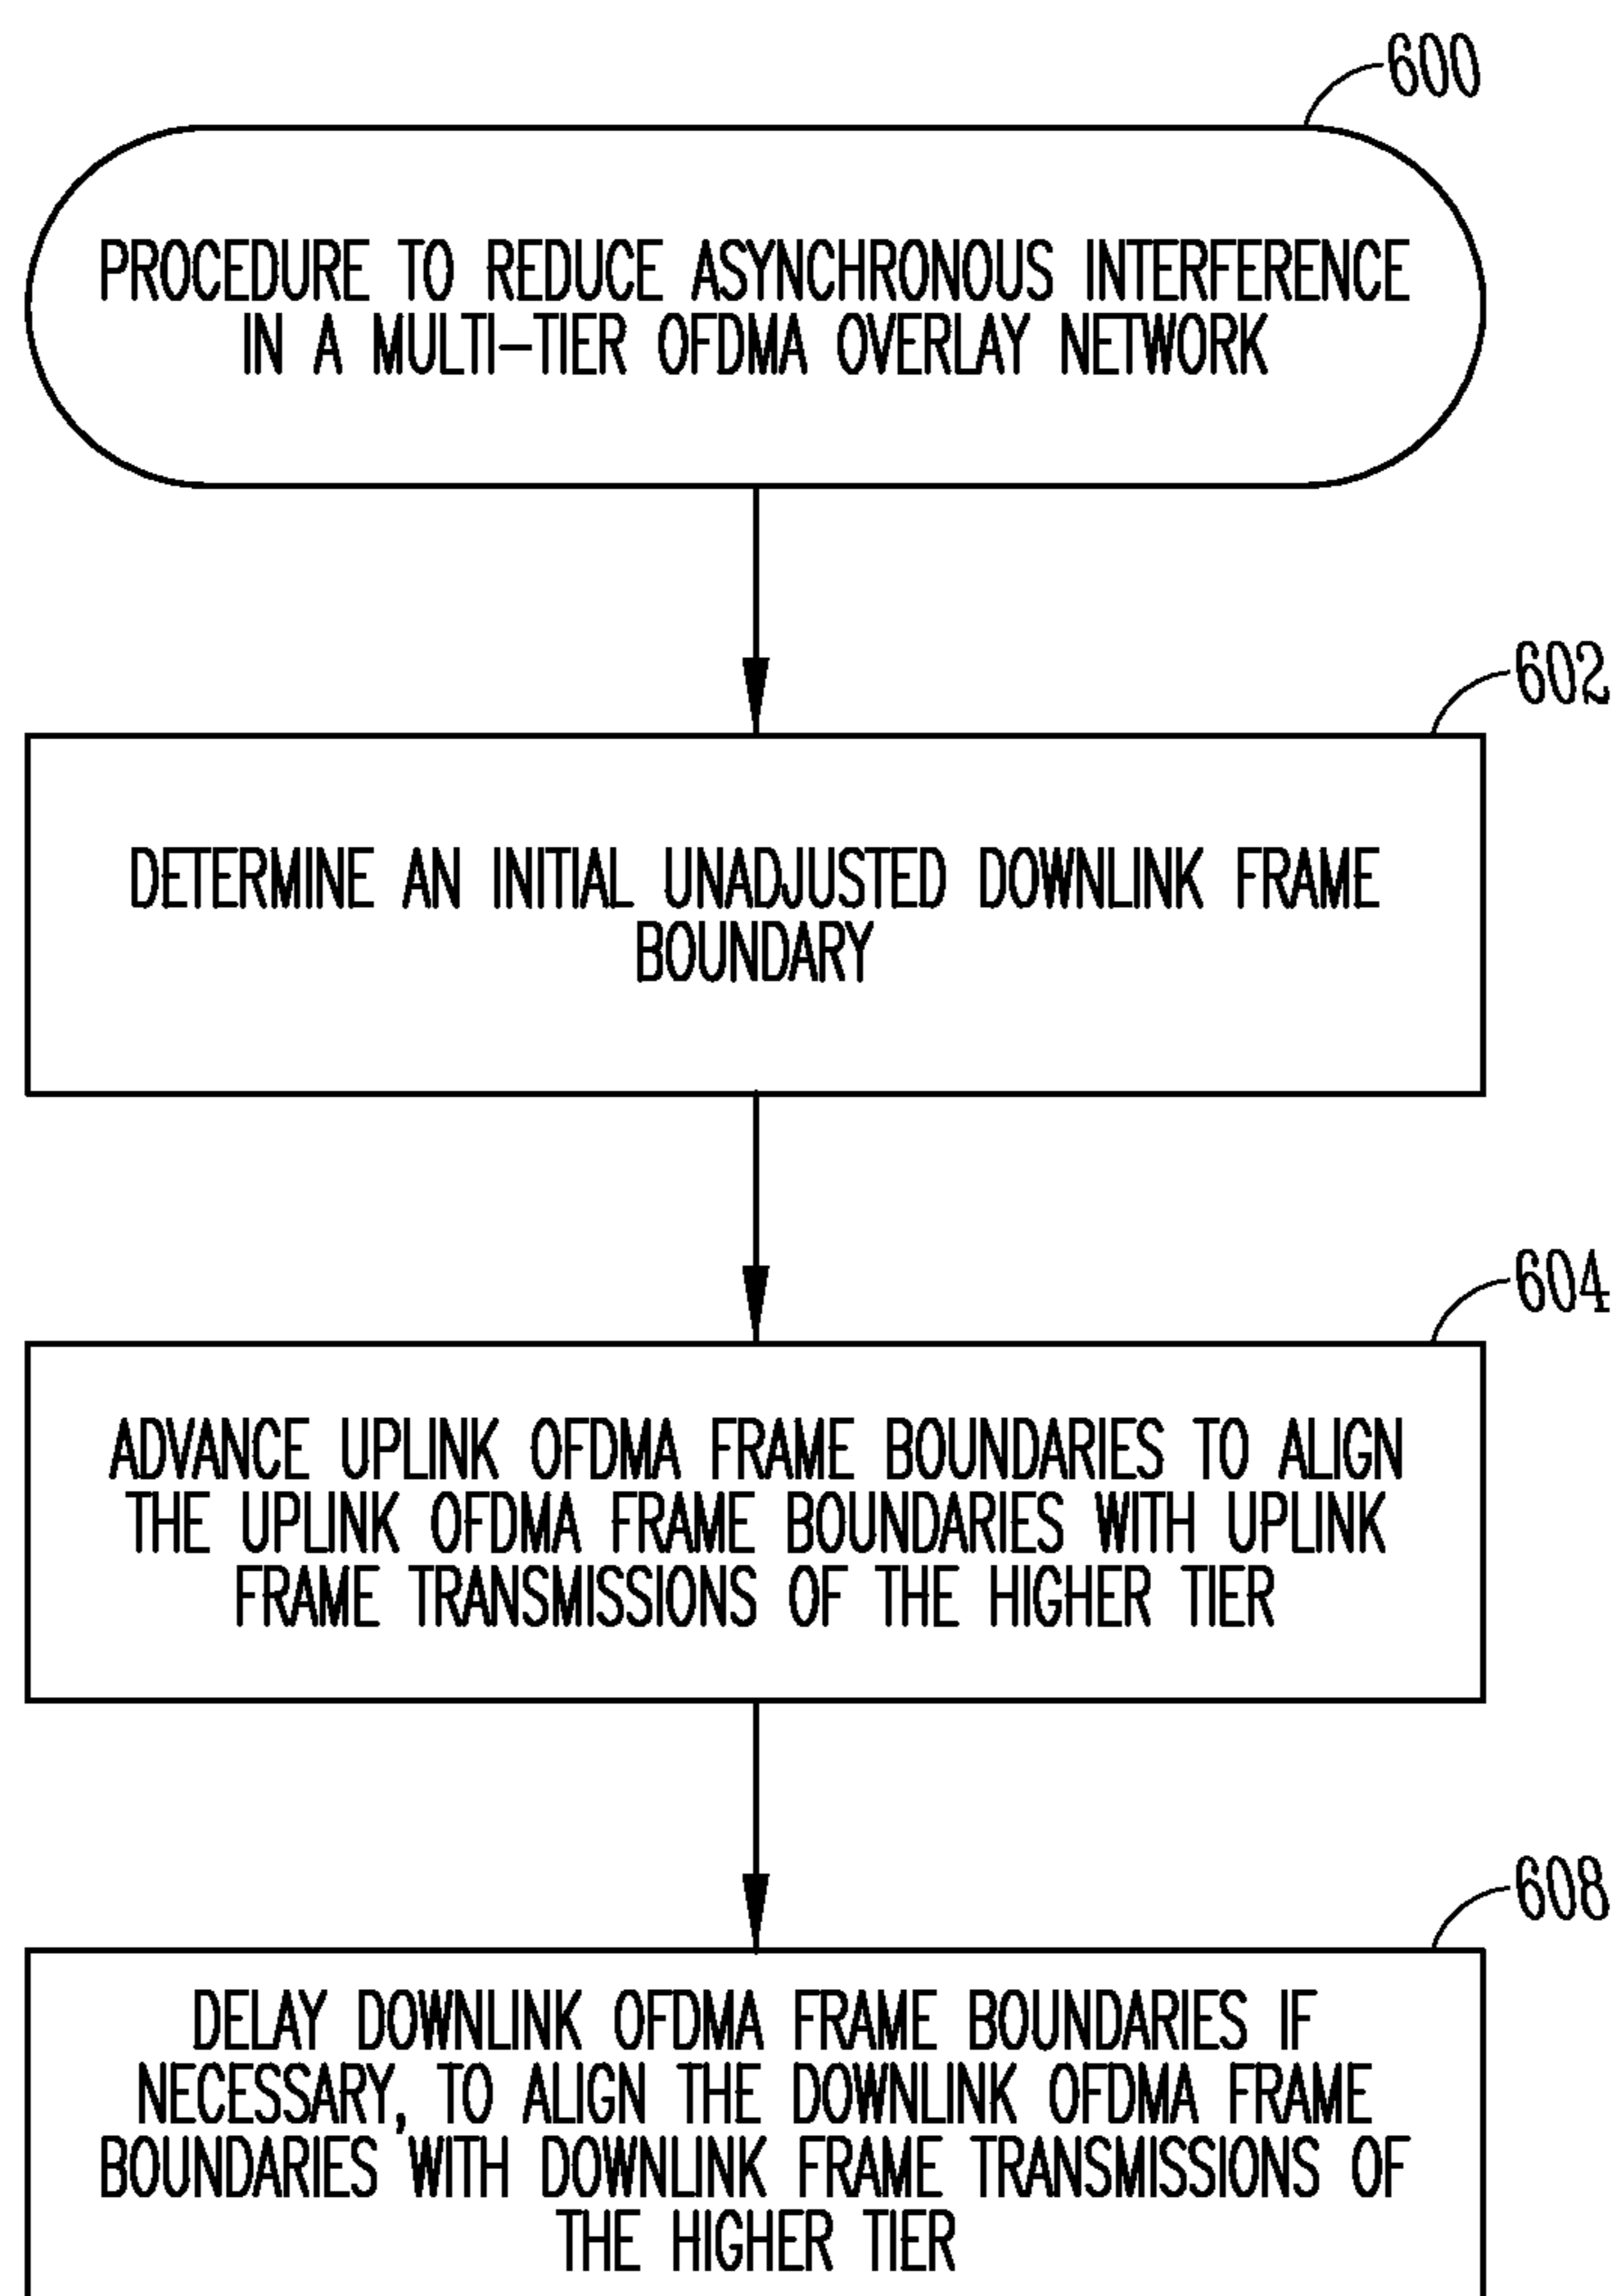 600
PROCEDURE TO REDUCE ASYNCHRONOUS INTERFERENCE
IN A MULTI-TIER OFDMA OVERLAY NETWORK
602
DETERMINE AN INITIAL UNADJUSTED DOWNLINK FRAME
BOUNDARY
604
ADVANCE UPLINK OFDMA FRAME BOUNDARIES TO ALIGN
THE UPLINK OFDMA FRAME BOUNDARIES WITH UPLINK
FRAME TRANSMISSIONS OF THE HIGHER TIER
608
DELAY DOWNLINK OFDMA FRAME BOUNDARIES IF
NECESSARY, TO ALIGN THE DOWNLINK OFDMA FRAME
BOUNDARIES WITH DOWNLINK FRAME TRANSMISSIONS OF
THE HIGHER TIER